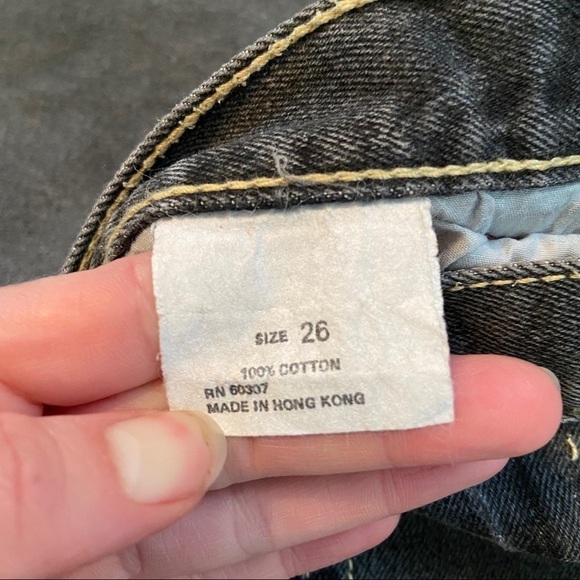 SIZE 26
100% COTTON
RN 60307
MADE IN HONG KONG